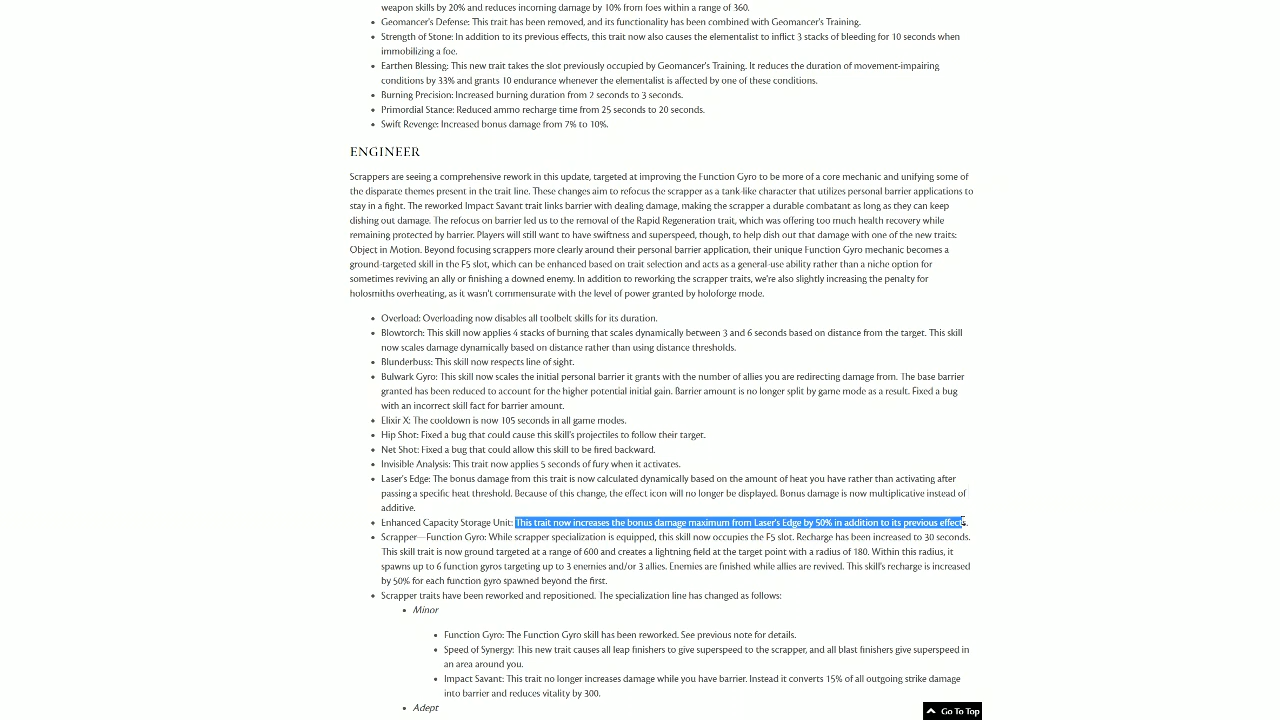 weapon skills by 20% and reduces incoming damage by 10% from foes within a range of 360.
• Geomancer's Defense: This trait has been removed, and its functionality has been combined with Geomancer's Training.
• Strength of Stone: In addition to its previous effects, this trait now also causes the elementalist to inflict 3 stacks of bleeding for 10 seconds when
immobilizing a foe.
• Earthen Blessing: This new trait takes the slot previously occupied by Geomancer's Training. It reduces the duration of movement-impairing
conditions by 33% and grants 10 endurance whenever the elementalist is affected by one of these conditions.
• Burning Precision: Increased burning duration from 2 seconds to 3 seconds.
• Primordial Stance: Reduced ammo recharge time from 25 seconds to 20 seconds.
• Swift Revenge: Increased bonus damage from 7% to 10%.
ENGINEER
Scrappers are seeing a comprehensive rework in this update, targeted at improving the Function Gyro to be more of a core mechanic and unifying some of
the disparate themes present in the trait line. These changes aim to refocus the scrapper as a tank-like character that utilizes personal barrier applications to
stay in a fight. The reworked Impact Savant trait links barrier with dealing damage, making the scrapper a durable combatant as long as they can keep
dishing out damage. The refocus on barrier led us to the removal of the Rapid Regeneration trait, which was offering too much health recovery while
remaining protected by barrier. Players will still want to have swiftness and superspeed, though, to help dish out that damage with one of the new traits:
Object in Motion. Beyond focusing scrappers more clearly around their personal barrier application, their unique Function Gyro mechanic becomes a
ground-targeted skill in the F5 slot, which can be enhanced based on trait selection and acts as a general-use ability rather than a niche option for
sometimes reviving an ally or finishing a downed enemy. In addition to reworking the scrapper traits, we're also slightly increasing the penalty for
holosmiths overheating, as it wasn't commensurate with the level of power granted by holoforge mode.
• Overload: Overloading now disables all toolbelt skills for its duration.
• Blowtorch: This skill now applies 4 stacks of burning that scales dynamically between 3 and 6 seconds based on distance from the target. This skill
now scales damage dynamically based on distance rather than using distance thresholds.
• Blunderbuss: This skill now respects line of sight.
• Bulwark Gyro: This skill now scales the initial personal barrier it grants with the number of allies you are redirecting damage from. The base barrier
granted has been reduced to account for the higher potential initial gain. Barrier amount is no longer split by game mode as a result. Fixed a bug
with an incorrect skill fact for barrier amount.
• Elixir X: The cooldown is now 105 seconds in all game modes.
• Hip Shot: Fixed a bug that could cause this skill's projectiles to follow their target.
• Net Shot: Fixed a bug that could allow this skill to be fired backward.
• Invisible Analysis: This trait now applies 5 seconds of fury when it activates.
• Laser's Edge: The bonus damage from this trait is now calculated dynamically based on the amount of heat you have rather than activating after
passing a specific heat threshold. Because of this change, the effect icon will no longer be displayed. Bonus damage is now multiplicative instead of
additive.
• Enhanced Capacity Storage Unit: This trait now increases the bonus damage maximum from Laser's Edge by 50% in addition to its previous effects.
• Scrapper—Function Gyro: While scrapper specialization is equipped, this skill now occupies the F5 slot. Recharge has been increased to 30 seconds.
This skill trait is now ground targeted at a range of 600 and creates a lightning field at the target point with a radius of 180. Within this radius, it
spawns up to 6 function gyros targeting up to 3 enemies and/or 3 allies. Enemies are finished while allies are revived. This skill's recharge is increased
by 50% for each function gyro spawned beyond the first.
• Scrapper traits have been reworked and repositioned. The specialization line has changed as follows:
• Minor
• Function Gyro: The Function Gyro skill has been reworked. See previous note for details.
• Speed of Synergy: This new trait causes all leap finishers to give superspeed to the scrapper, and all blast finishers give superspeed in
an area around you.
• Impact Savant: This trait no longer increases damage while you have barrier. Instead it converts 15% of all outgoing strike damage
into barrier and reduces vitality by 300.
• Adept
Go To Top